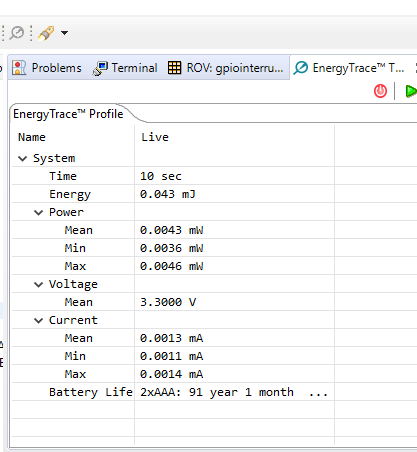 Problems Terminal ROV: gpiointerru... EnergyTrace™ T...
EnergyTrace™ Profile
Name Live
System
Time 10 sec
Energy 0.043 mJ
Power
Mean 0.0043 mW
Min 0.0036 mW
Max 0.0046 mW
Voltage
Mean 3.3000 V
Current
Mean 0.0013 mA
Min 0.0011 mA
Max 0.0014 mA
Battery Life 2xAAA: 91 year 1 month ...